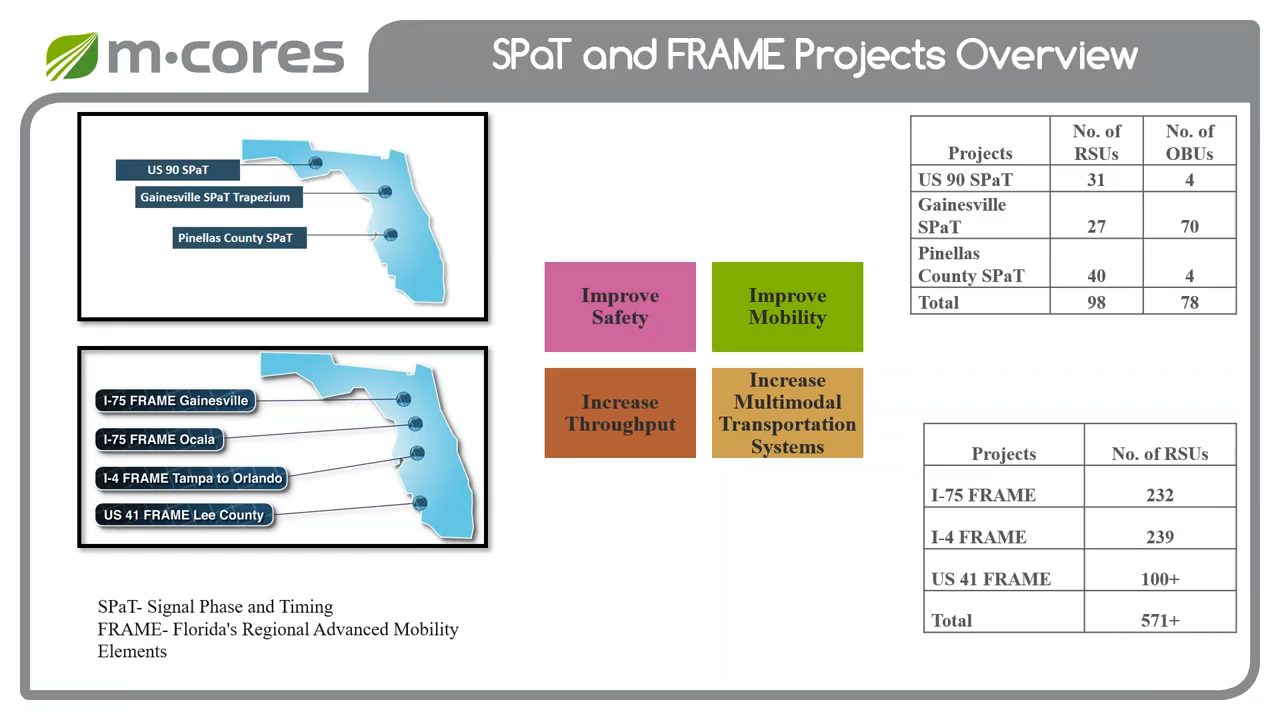 m·cores
SPaT and FRAME Projects Overview
US 90 SPaT
Gainesville SPaT Trapezium
Pinellas County SPaT
I-75 FRAME Gainesville
I-75 FRAME Ocala
I-4 FRAME Tampa to Orlando
US 41 FRAME Lee County
SPaT- Signal Phase and Timing
FRAME- Florida's Regional Advanced Mobility
Elements
Improve
Safety
Improve
Mobility
Increase
Throughput
Increase
Multimodal
Transportation
Systems
Projects No. of RSUs No. of OBUs
US 90 SPaT 31 4
Gainesville
SPaT 27 70
Pinellas
County SPaT 40 4
Total 98 78
Projects No. of RSUs
I-75 FRAME 232
I-4 FRAME 239
US 41 FRAME 100+
Total 571+